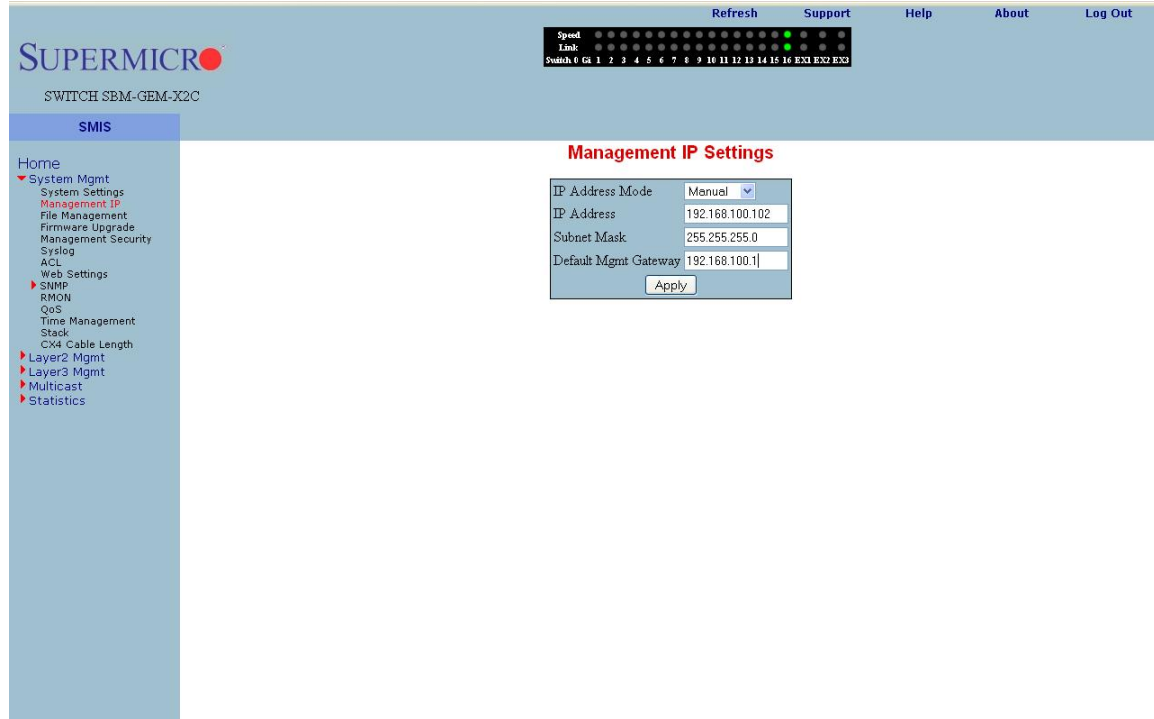 Refresh Support Help About Log Out
Speed
Link
Switch 0 Gi 1 2 3 4 5 6 7 8 9 10 11 12 13 14 15 16 EX1 EX2 EX3
SUPERMICR
SWITCH SBM-GEM-X2C
SMIS
Home
System Mgmt
System Settings
Management IP
File Management
Firmware Upgrade
Management Security
Syslog
ACL
Web Settings
SNMP
RMON
QoS
Time Management
Stack
CX4 Cable Length
Layer2 Mgmt
Layer3 Mgmt
Multicast
Statistics
Management IP Settings
IP Address Mode Manual
IP Address 192.168.100.102
Subnet Mask 255.255.255.0
Default Mgmt Gateway 192.168.100.1
Apply